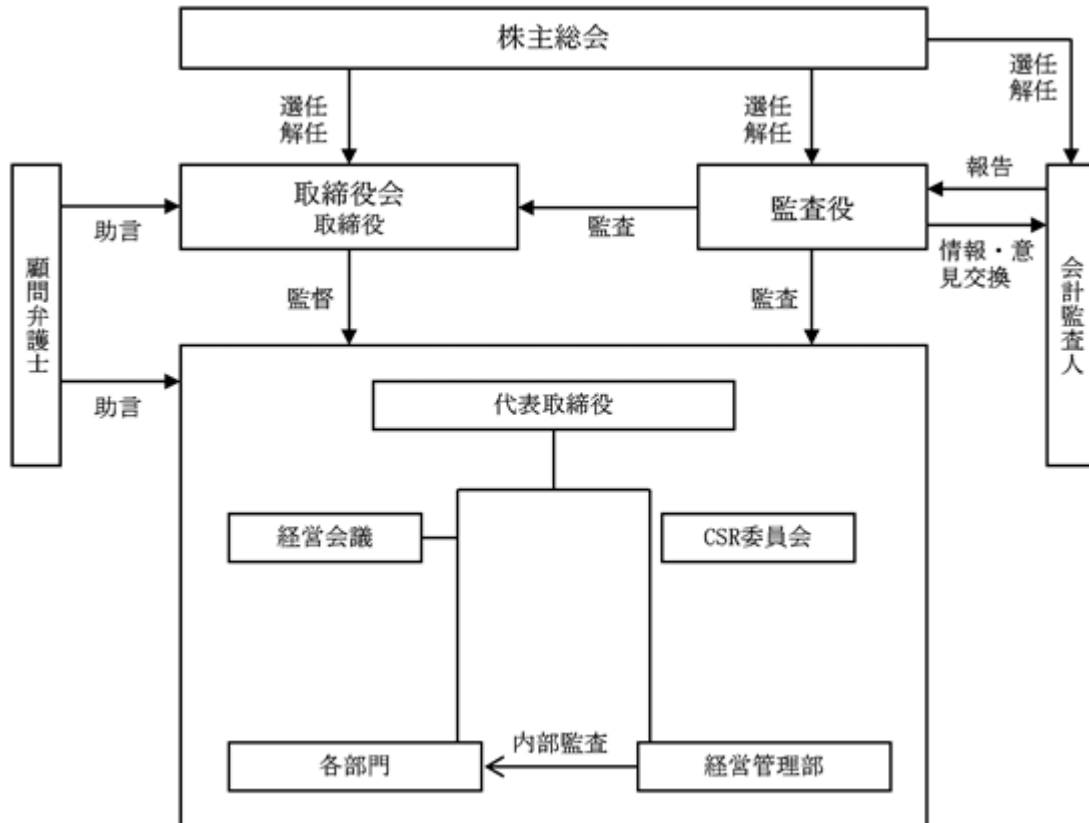 株主総会
選任
解任
選任
解任
選任
解任
取締役会
取締役
監査役
報告
助言
監査
情報・意
見交換
顧問弁護士
会計監査人
監督
監査
助言
代表取締役
経営会議
CSR委員会
各部門
内部監査
経営管理部